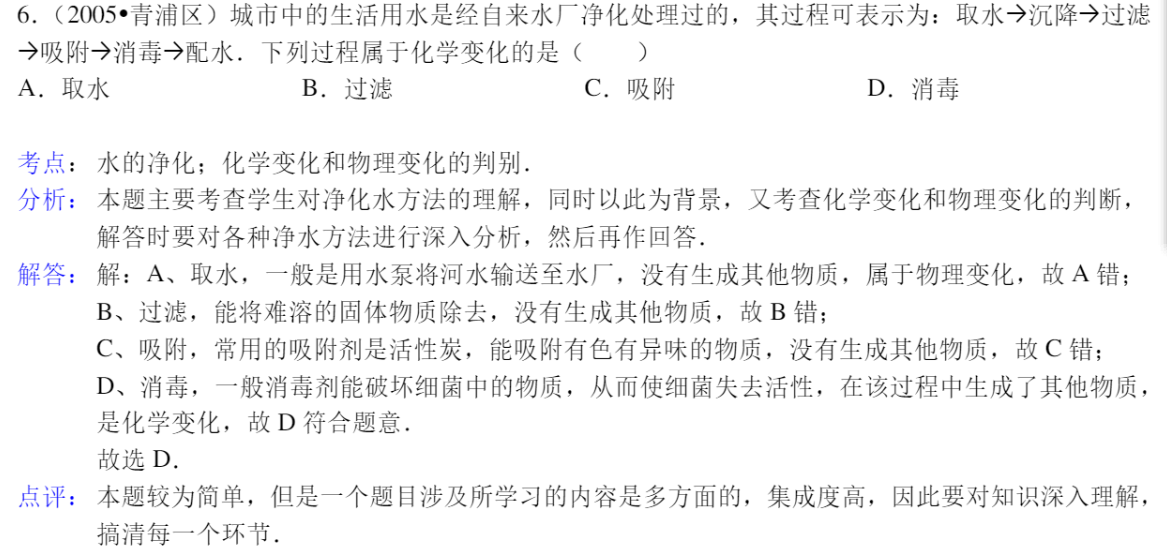 6.（2005•青浦区）城市中的生活用水是经自来水厂净化处理过的，其过程可表示为：取水→沉降→过滤
→吸附→消毒→配水．下列过程属于化学变化的是（　　）
A．取水　B．过滤　C．吸附　D．消毒
考点：水的净化；化学变化和物理变化的判别．
分析：本题主要考查学生对净化水方法的理解，同时以此为背景，又考查化学变化和物理变化的判断，
解答时要对各种净水方法进行深入分析，然后再作回答．
解答：解：A、取水，一般是用水泵将河水输送至水厂，没有生成其他物质，属于物理变化，故 A 错；
B、过滤，能将难溶的固体物质除去，没有生成其他物质，故 B 错；
C、吸附，常用的吸附剂是活性炭，能吸附有色有异味的物质，没有生成其他物质，故 C 错；
D、消毒，一般消毒剂能破坏细菌中的物质，从而使细菌失去活性，在该过程中生成了其他物质，
是化学变化，故 D 符合题意．
故选 D．
点评：本题较为简单，但是一个题目涉及所学习的内容是多方面的，集成度高，因此要对知识深入理解，
搞清每一个环节．